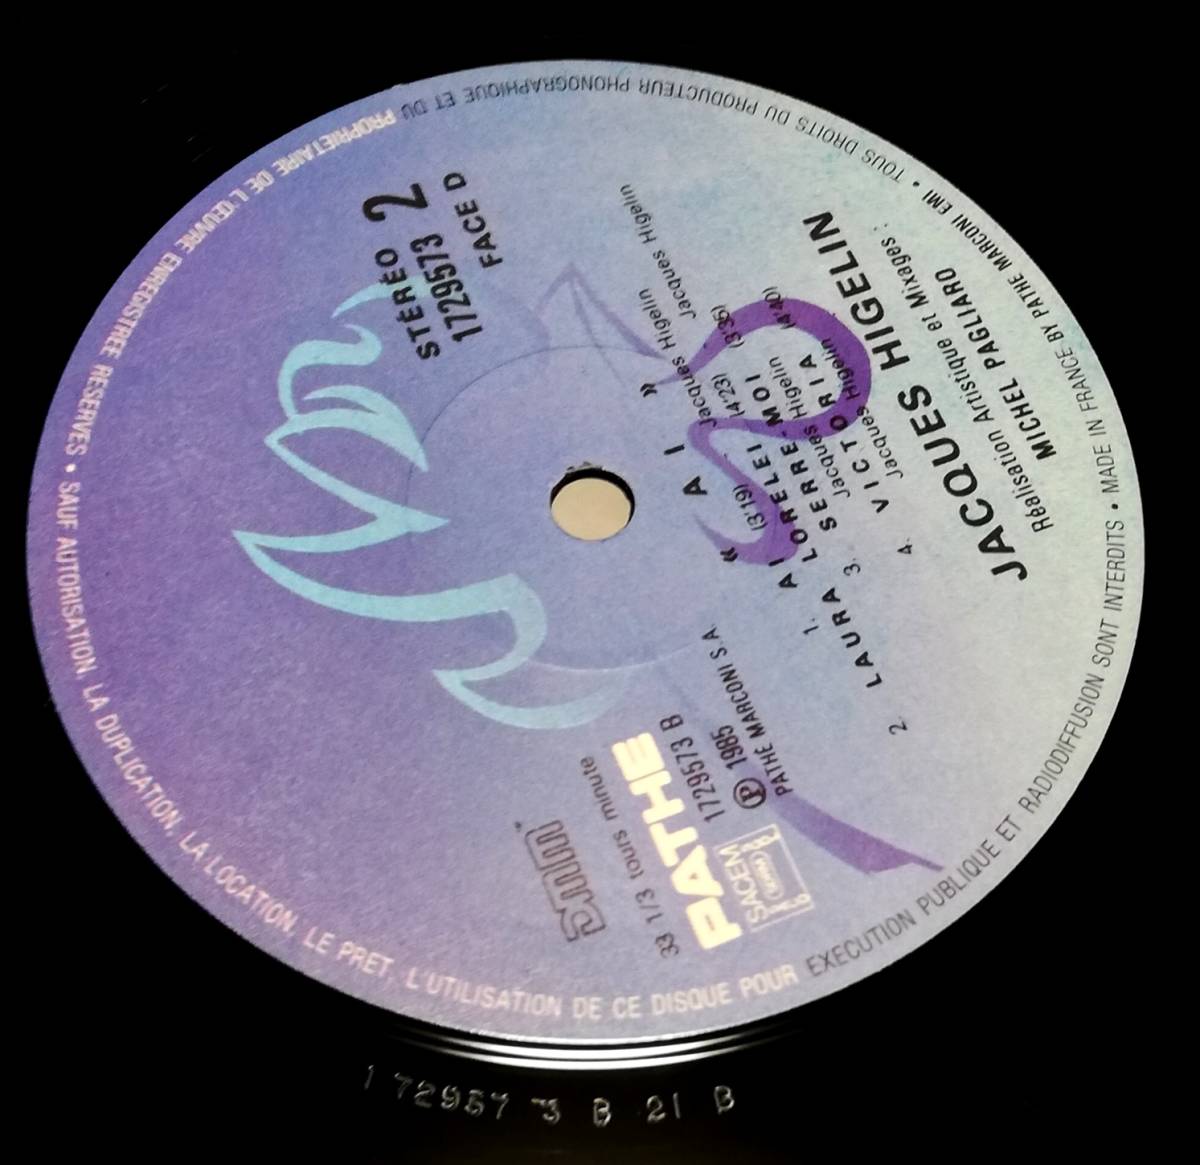 STÉRÉO 2
1729573
FACE D
33 1/3 tours minute
PATHE
1729573 B
℗ 1985
PATHE MARCONI S.A.
SACEM
« A I »
1. A I (3'19) Jacques Higelin
2. LAURA LORELEI (4'23) Jacques Higelin
3. SERRE-MOI (3'35)
Jacques Higelin
4. VICTORIA (4'40)
Jacques Higelin
JACQUES HIGELIN
Réalisation Artistique et Mixages :
MICHEL PAGLIARO
MADE IN FRANCE BY PATHE MARCONI EMI • TOUS DROITS DU PRODUCTEUR PHONOGRAPHIQUE ET DU PROPRIETAIRE DE L'ŒUVRE ENREGISTREE RESERVES • SAUF AUTORISATION, LA DUPLICATION, LA LOCATION, LE PRET, L'UTILISATION DE CE DISQUE POUR EXECUTION PUBLIQUE ET RADIODIFFUSION SONT INTERDITS •
172957 3 B 21 B